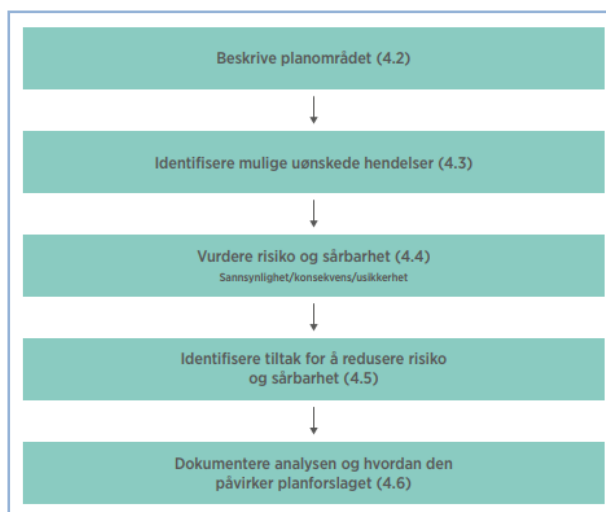 Beskrive planområdet (4.2)
Identifisere mulige uønskede hendelser (4.3)
Vurdere risiko og sårbarhet (4.4)
Sannsynlighet/konsekvens/usikkerhet
Identifisere tiltak for å redusere risiko
og sårbarhet (4.5)
Dokumentere analysen og hvordan den
påvirker planforslaget (4.6)